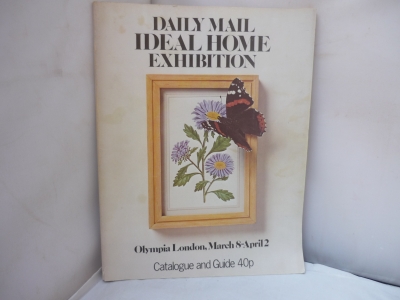 DAILY MAIL
IDEAL HOME
EXHIBITION
Olympia London, March 8-April 2
Catalogue and Guide 40p